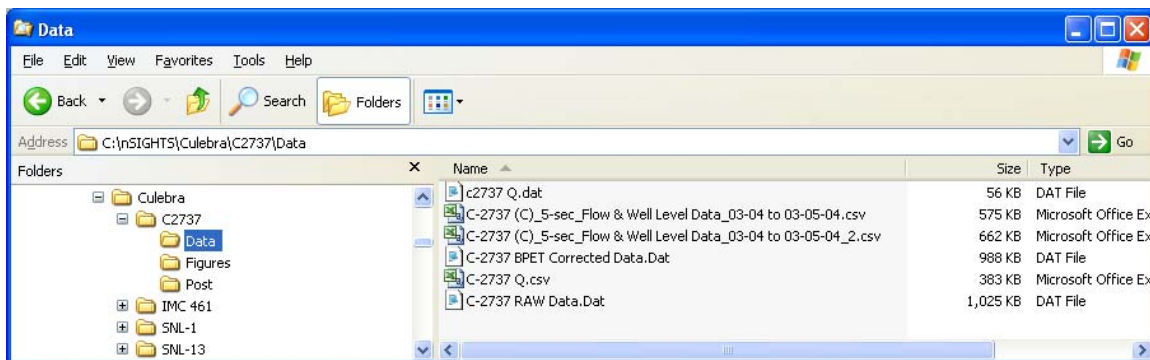 Data
File Edit View Favorites Tools Help
Back Search Folders
Address C:\nSIGHTS\Culebra\C2737\Data Go
Folders × Name Size Type
Culebra
C2737
Data
Figures
Post
IMC 461
SNL-1
SNL-13
c2737 Q.dat 56 KB DAT File
C-2737 (C)_5-sec_Flow & Well Level Data_03-04 to 03-05-04.csv 575 KB Microsoft Office Ex
C-2737 (C)_5-sec_Flow & Well Level Data_03-04 to 03-05-04_2.csv 662 KB Microsoft Office Ex
C-2737 BPET Corrected Data.Dat 988 KB DAT File
C-2737 Q.csv 383 KB Microsoft Office Ex
C-2737 RAW Data.Dat 1,025 KB DAT File